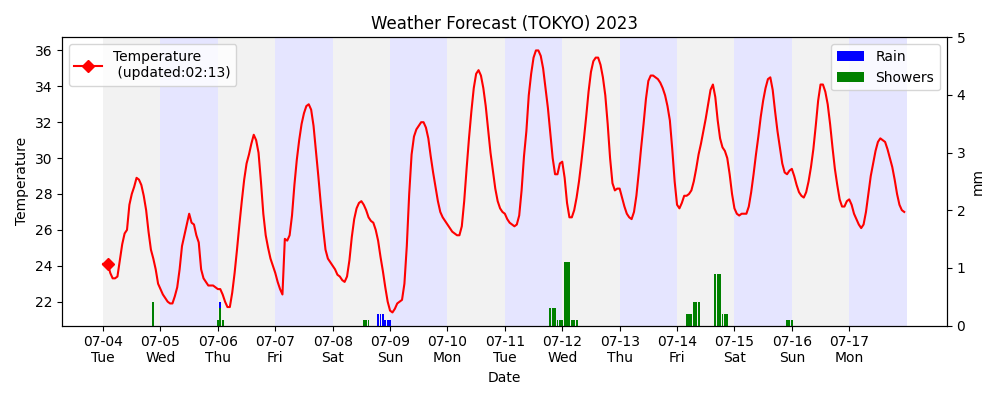 Weather Forecast (TOKYO) 2023
Temperature
(updated:02:13)
Rain
Showers
Temperature
36
34
32
30
28
26
24
22
5
4
3
2
1
0
mm
07-04 07-05 07-06 07-07 07-08 07-09 07-10 07-11 07-12 07-13 07-14 07-15 07-16 07-17
Tue Wed Thu Fri Sat Sun Mon Tue Wed Thu Fri Sat Sun Mon
Date